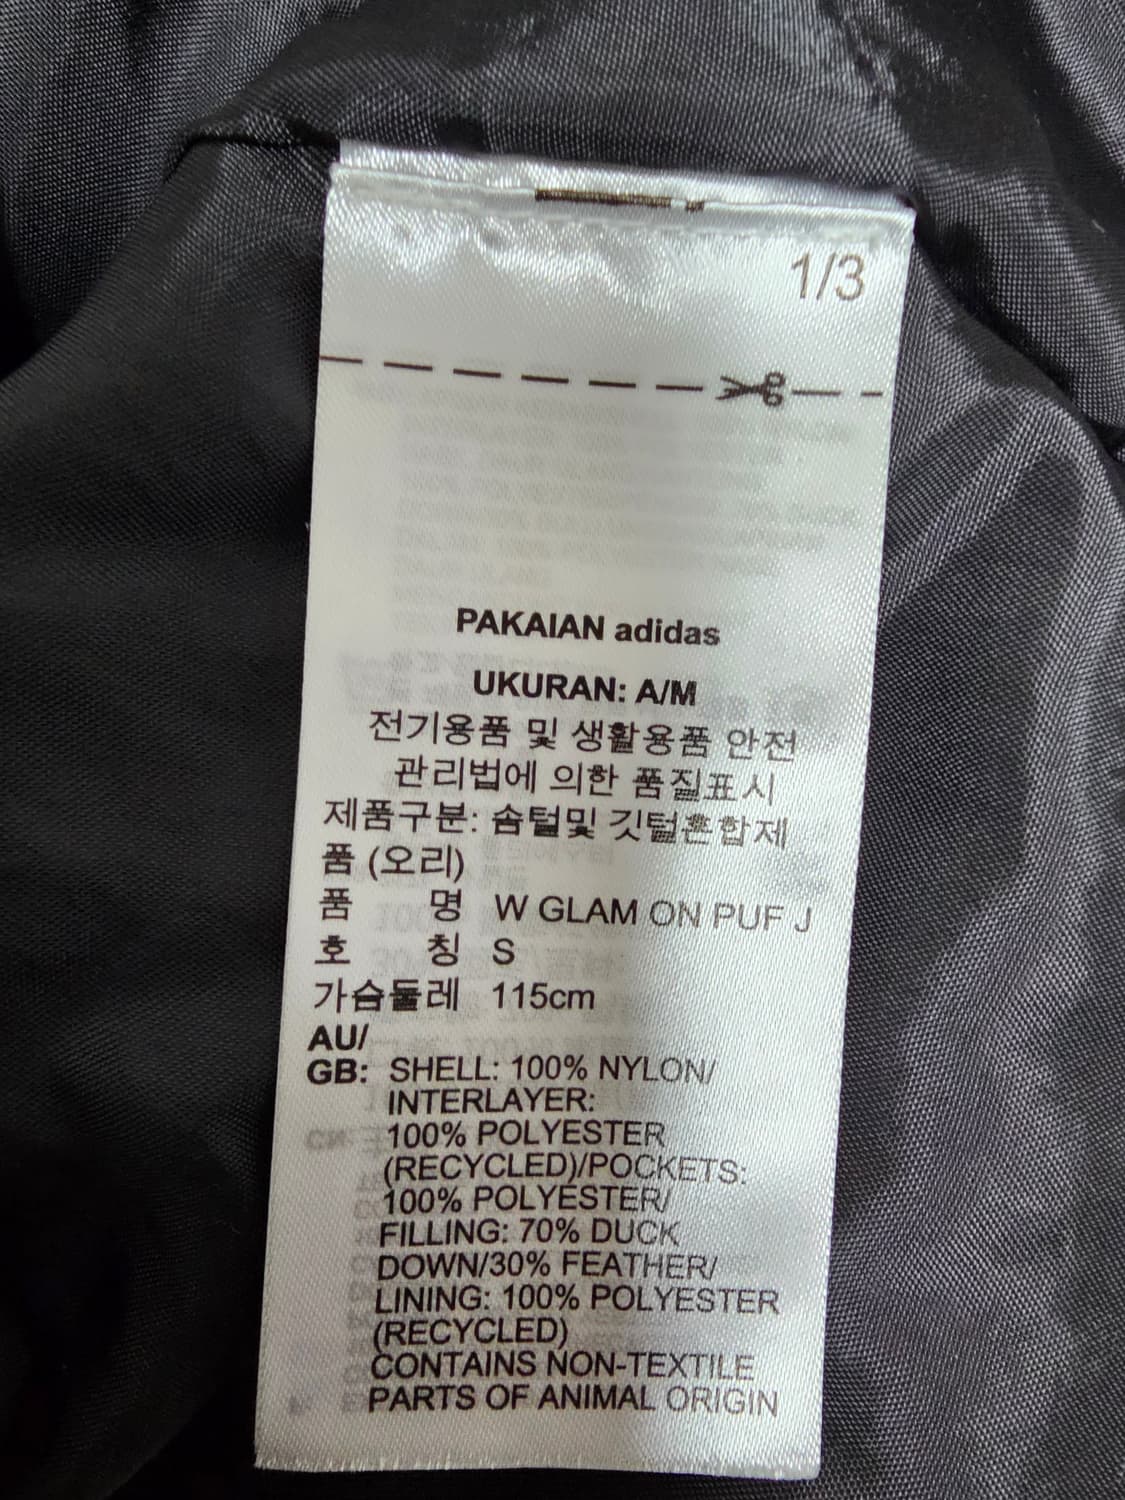 1/3
PAKAIAN adidas
UKURAN: A/M
전기용품 및 생활용품 안전
관리법에 의한 품질표시
제품구분: 솜털및 깃털혼합제
품 (오리)
품 명 W GLAM ON PUF J
호 칭 S
가슴둘레 115cm
AU/
GB: SHELL: 100% NYLON/
INTERLAYER:
100% POLYESTER
(RECYCLED)/POCKETS:
100% POLYESTER/
FILLING: 70% DUCK
DOWN/30% FEATHER/
LINING: 100% POLYESTER
(RECYCLED)
CONTAINS NON-TEXTILE
PARTS OF ANIMAL ORIGIN